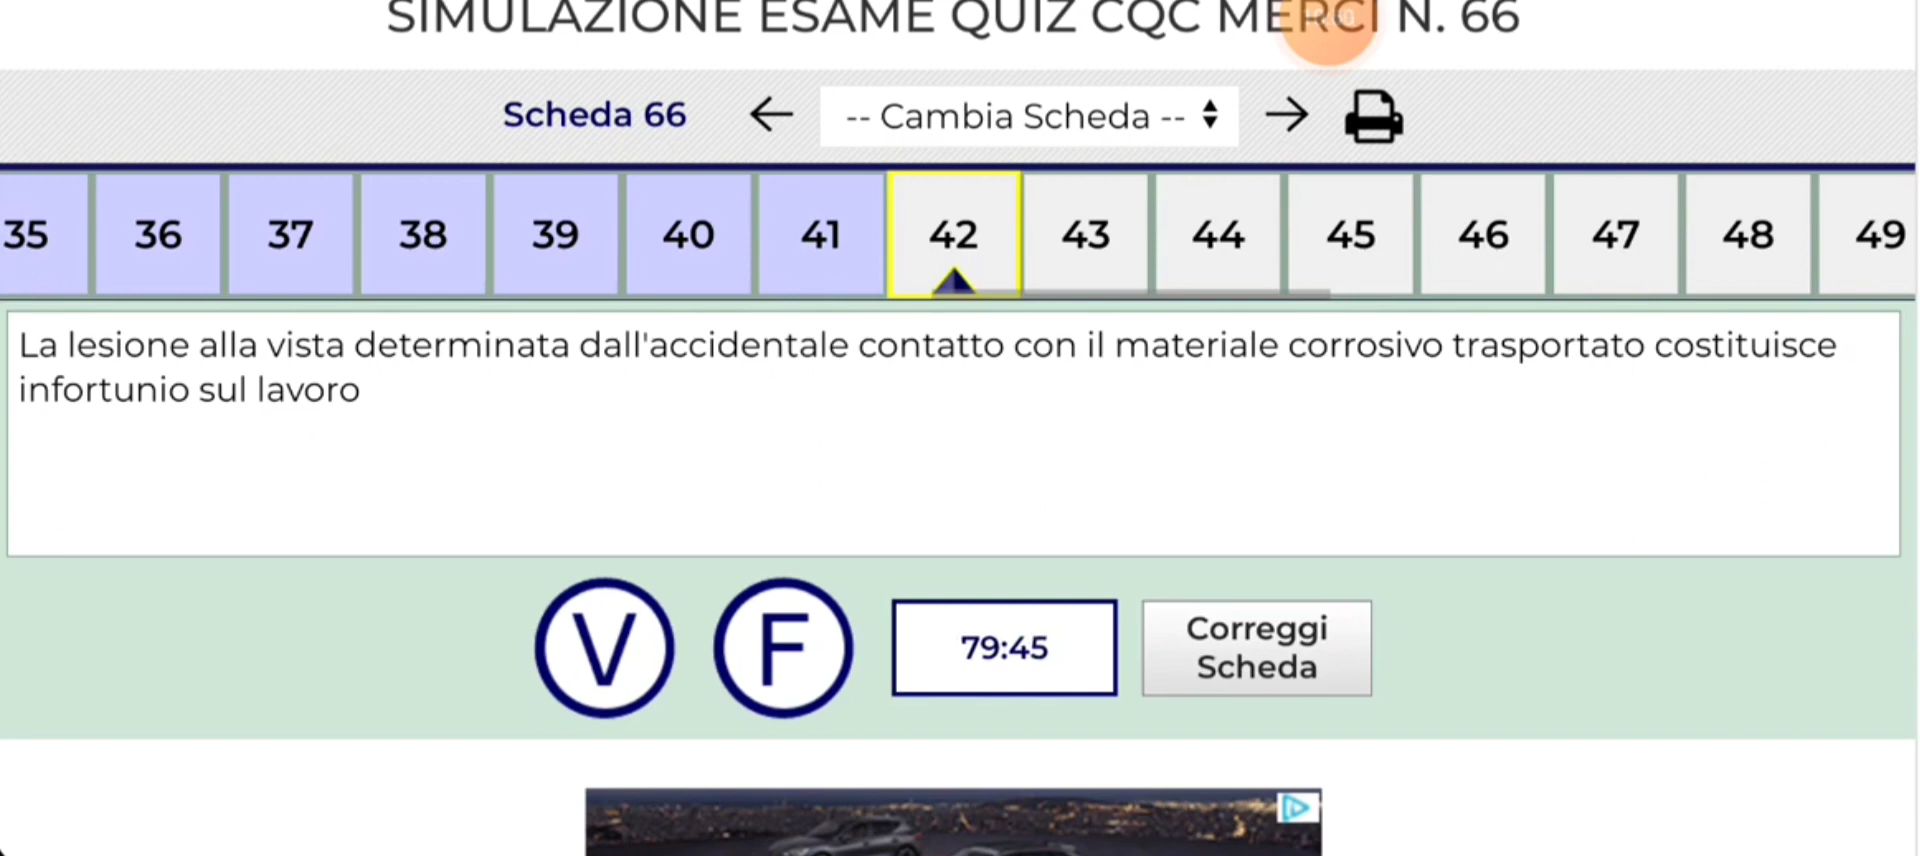 SIMULAZIONE ESAME QUIZ CQC MERCI N. 66
Scheda 66 -- Cambia Scheda --
35 36 37 38 39 40 41 42 43 44 45 46 47 48 49
La lesione alla vista determinata dall'accidentale contatto con il materiale corrosivo trasportato costituisce
infortunio sul lavoro
V F 79:45 Correggi
Scheda